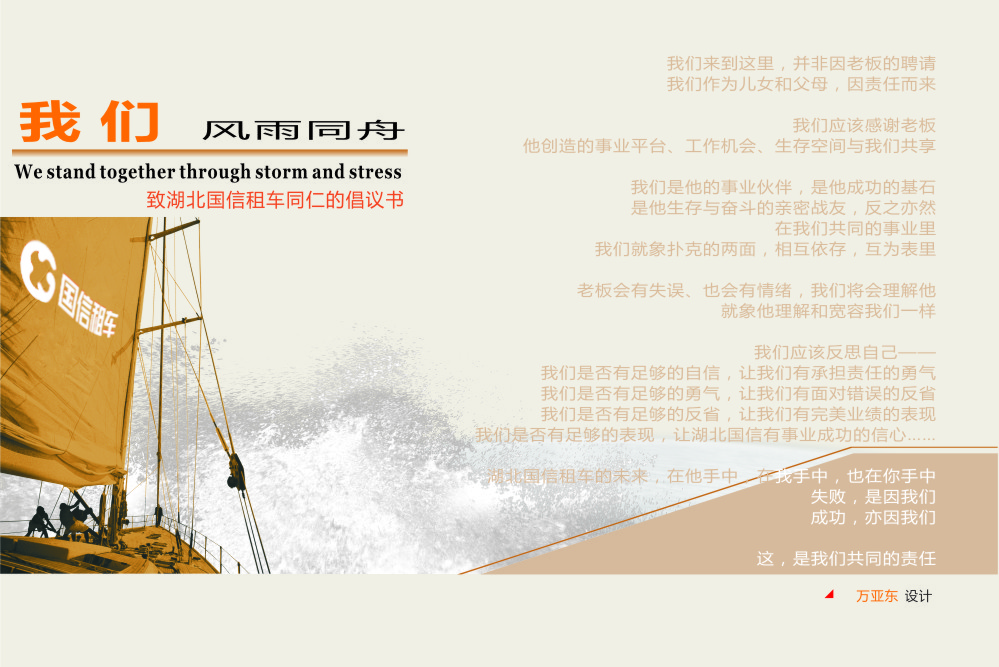 我们 风雨同舟
We stand together through storm and stress
致湖北国信租车同仁的倡议书
国信租车
我们来到这里，并非因老板的聘请
我们作为儿女和父母，因责任而来
我们应该感谢老板
他创造的事业平台、工作机会、生存空间与我们共享
我们是他的事业伙伴，是他成功的基石
是他生存与奋斗的亲密战友，反之亦然
在我们共同的事业里
我们就象扑克的两面，相互依存，互为表里
老板会有失误、也会有情绪，我们将会理解他
就象他理解和宽容我们一样
我们应该反思自己——
我们是否有足够的自信，让我们有承担责任的勇气
我们是否有足够的勇气，让我们有面对错误的反省
我们是否有足够的反省，让我们有完美业绩的表现
我们是否有足够的表现，让湖北国信有事业成功的信心……
湖北国信租车的未来，在他手中，在我手中，也在你手中
失败，是因我们
成功，亦因我们
这，是我们共同的责任
万亚东 设计